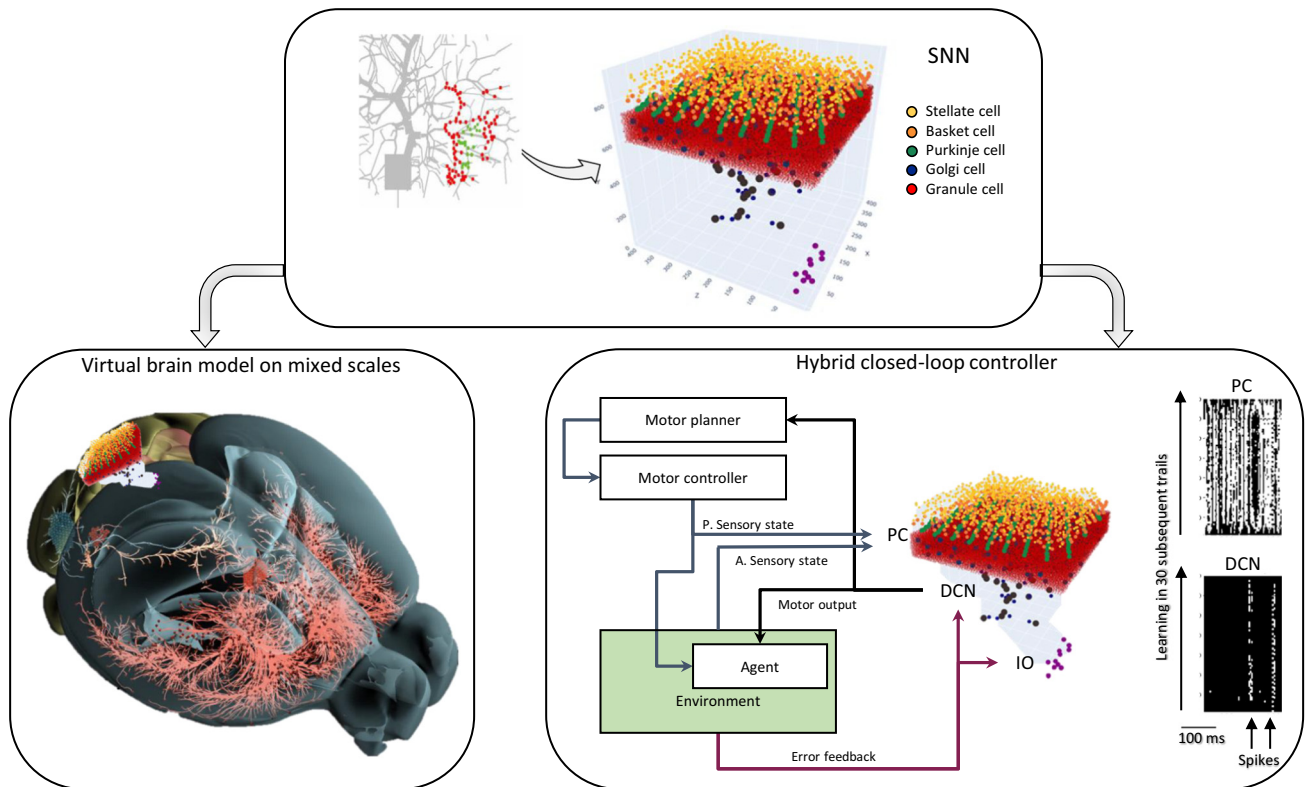 SNN
Stellate cell
Basket cell
Purkinje cell
Golgi cell
Granule cell
Virtual brain model on mixed scales
Hybrid closed-loop controller
Motor planner
Motor controller
P. Sensory state
A. Sensory state
PC
DCN
Motor output
IO
Agent
Environment
Error feedback
Learning in 30 subsequent trails
PC
DCN
100 ms
Spikes